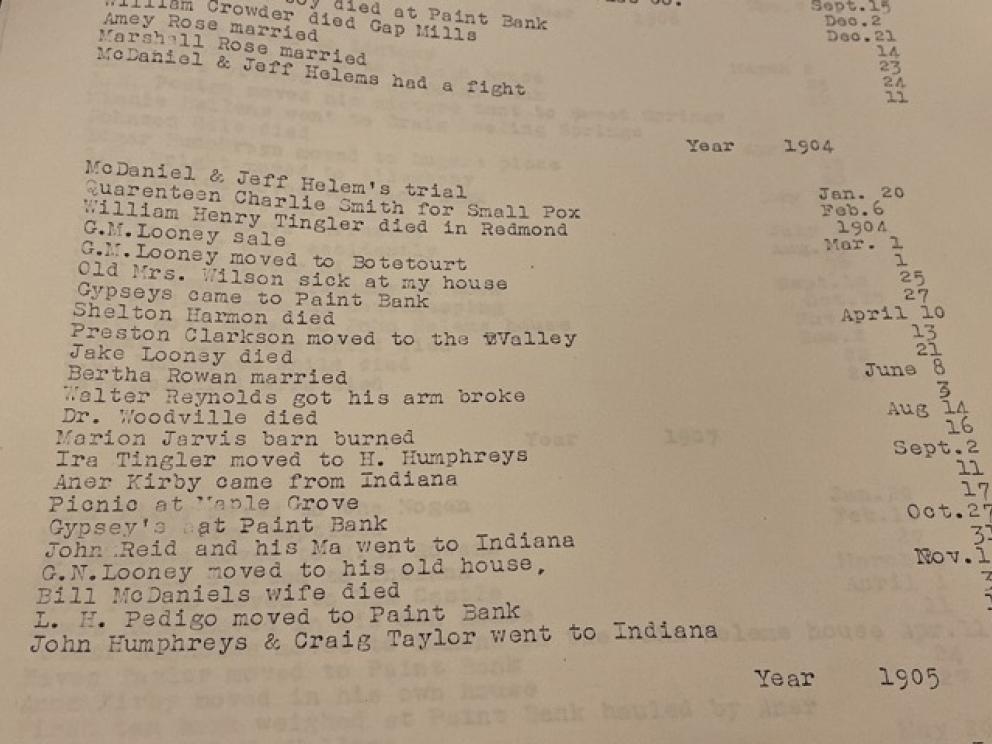 Sept.15
Dec.2
died at Paint Bank Dec.21
William Crowder died Gap Mills 14
Amey Rose married 23
Marshall Rose married 24
McDaniel & Jeff Helems had a fight 11
Year 1904
McDaniel & Jeff Helem's trial Jan. 20
Quarenteen Charlie Smith for Small Pox Feb.6
William Henry Tingler died in Redmond 1904
G.M.Looney sale Mar. 1
G.M.Looney moved to Botetourt 1
Old Mrs. Wilson sick at my house 25
Gypseys came to Paint Bank 27
Shelton Harmon died April 10
Preston Clarkson moved to the Valley 13
Jake Looney died 21
Bertha Rowan married June 8
Walter Reynolds got his arm broke 3
Dr. Woodville died Aug 14
Marion Jarvis barn burned 16
Ira Tingler moved to H. Humphreys Sept.2
Aner Kirby came from Indiana 11
Picnic at Maple Grove 17
Gypsey's at Paint Bank Oct.27
John Reid and his Ma went to Indiana 31
G.N.Looney moved to his old house, Nov.1
Bill McDaniels wife died
L. H. Pedigo moved to Paint Bank
John Humphreys & Craig Taylor went to Indiana
Year 1905